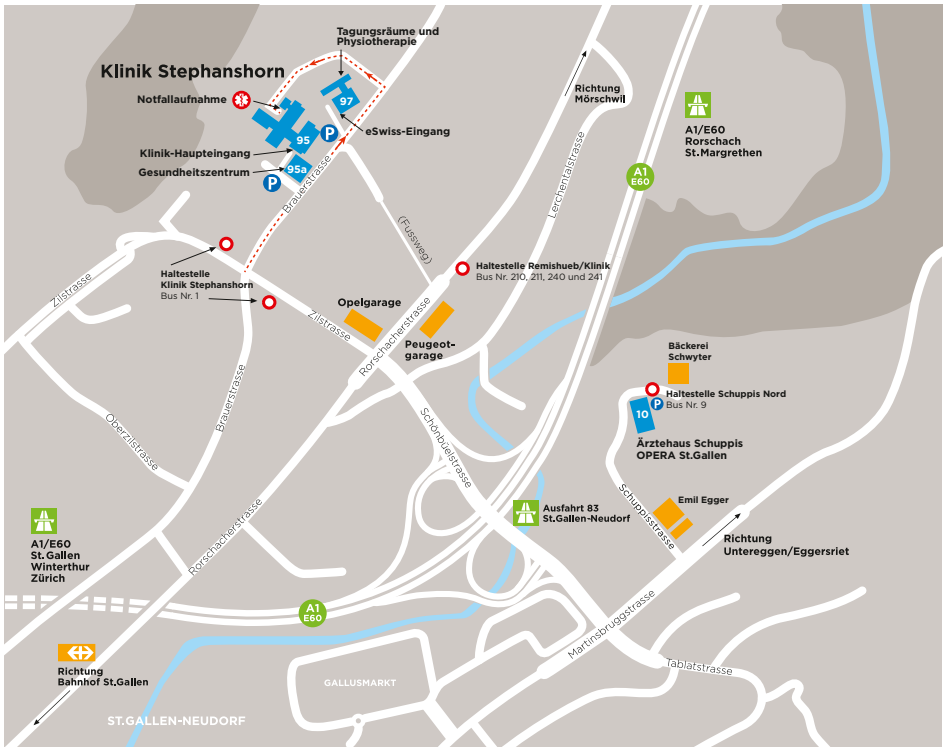 Tagungsräume und
Physiotherapie
Klinik Stephanshorn
Notfallaufnahme
97
P
eSwiss-Eingang
95
Klinik-Haupteingang
Gesundheitszentrum
95a
P
Brauerstrasse
(Fussweg)
Richtung
Mörschwil
A1/E60
Rorschach
St.Margrethen
A1
E60
Lerchentalstrasse
Haltestelle
Klinik Stephanshorn
Bus Nr. 1
Zilstrasse
Zilstrasse
Haltestelle Remishueb/Klinik
Bus Nr. 210, 211, 240 und 241
Opelgarage
Peugeot-
garage
Rorschacherstrasse
Brauerstrasse
Oberzilstrasse
Schönbüelstrasse
Bäckerei
Schwyter
Haltestelle Schuppis Nord
P
Bus Nr. 9
10
Ärztehaus Schuppis
OPERA St.Gallen
Schuppisstrasse
Emil Egger
Ausfahrt 83
St.Gallen-Neudorf
Richtung
Untereggen/Eggersriet
A1/E60
St.Gallen
Winterthur
Zürich
Rorschacherstrasse
A1
E60
Martinsbruggstrasse
Tablatstrasse
Richtung
Bahnhof St.Gallen
GALLUSMARKT
ST.GALLEN-NEUDORF